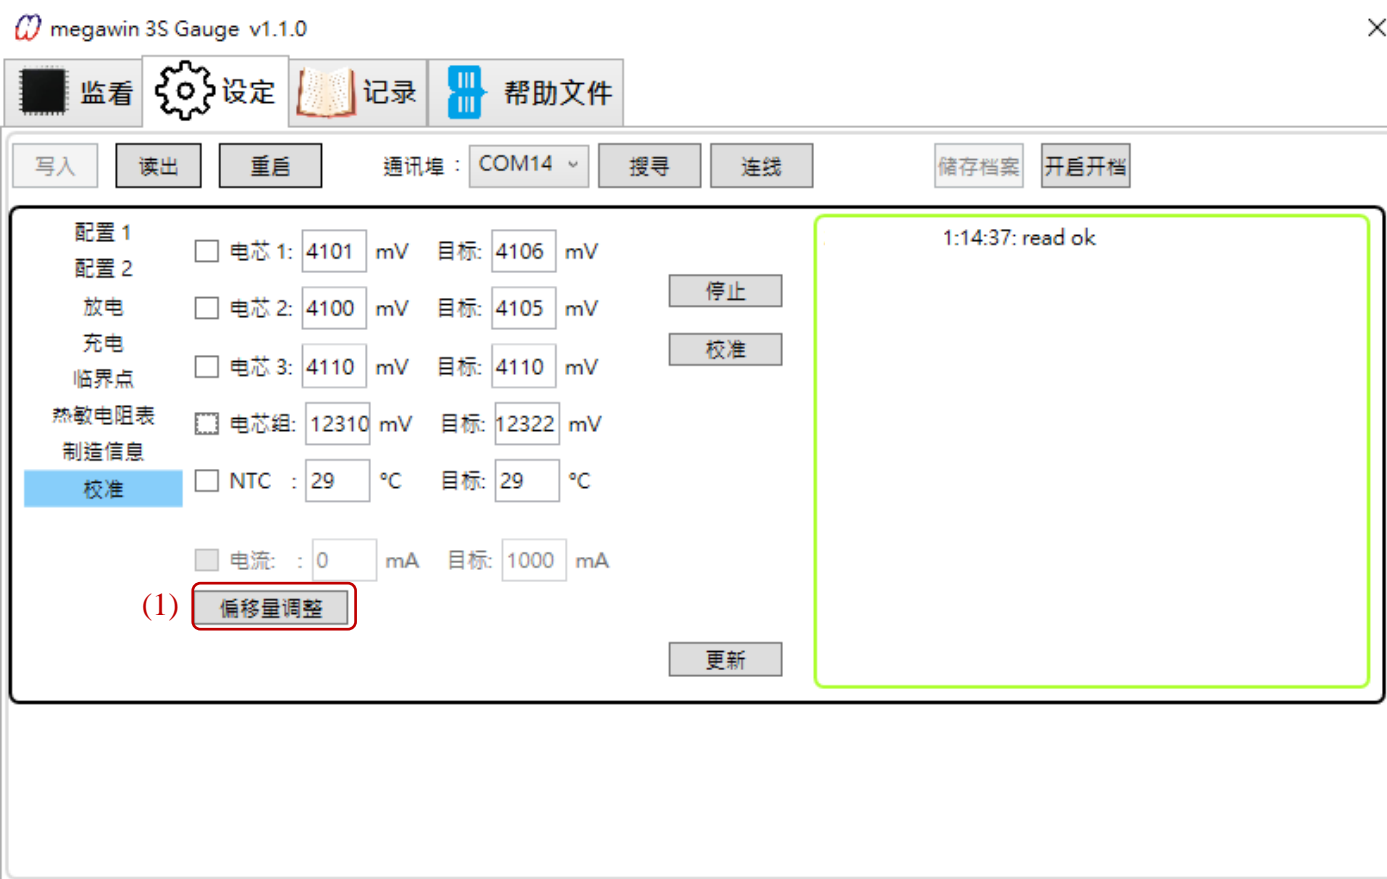 megawin 3S Gauge v1.1.0
监看 设定 记录 帮助文件
写入 读出 重启 通讯埠 : COM14 搜寻 连线 储存档案 开启开档
配置 1
配置 2
放电
充电
临界点
热敏电阻表
制造信息
校准
电芯 1: 4101 mV 目标: 4106 mV
电芯 2: 4100 mV 目标: 4105 mV
电芯 3: 4110 mV 目标: 4110 mV
电芯组: 12310 mV 目标: 12322 mV
NTC : 29 °C 目标: 29 °C
电流: : 0 mA 目标: 1000 mA
(1) 偏移量调整
停止
校准
更新
1:14:37: read ok